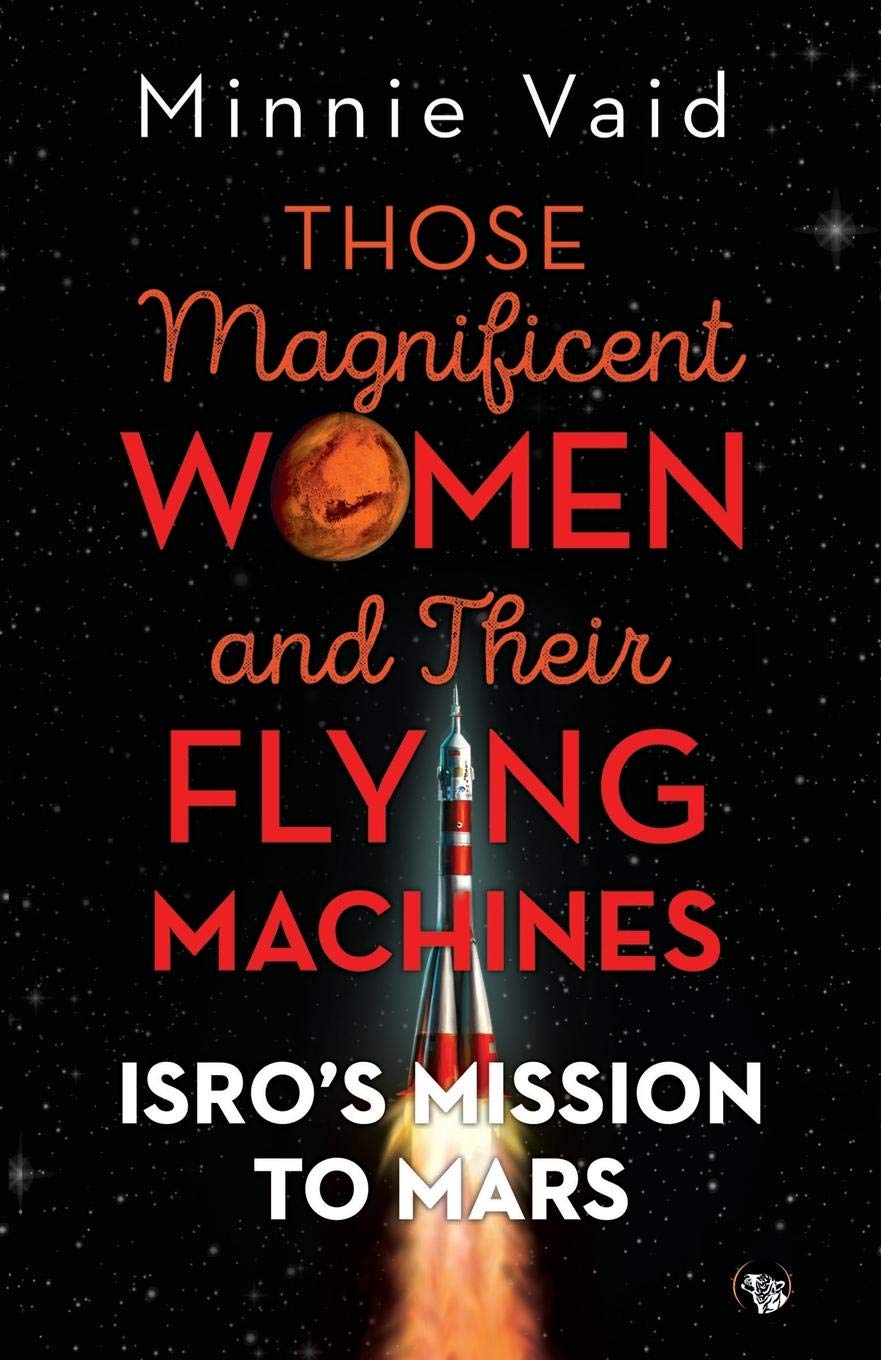 Minnie Vaid
THOSE
Magnificent
WOMEN
and Their
FLYING
MACHINES
ISRO'S MISSION
TO MARS